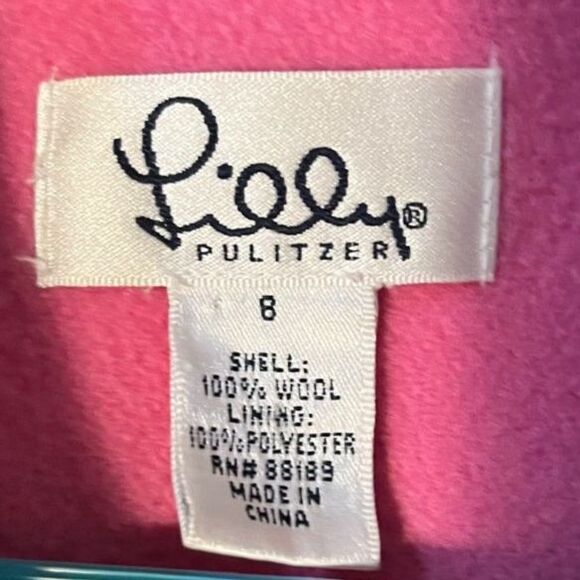 Lilly®
PULITZER
8
SHELL:
100% WOOL
LINING:
100% POLYESTER
RN# 88189
MADE IN
CHINA